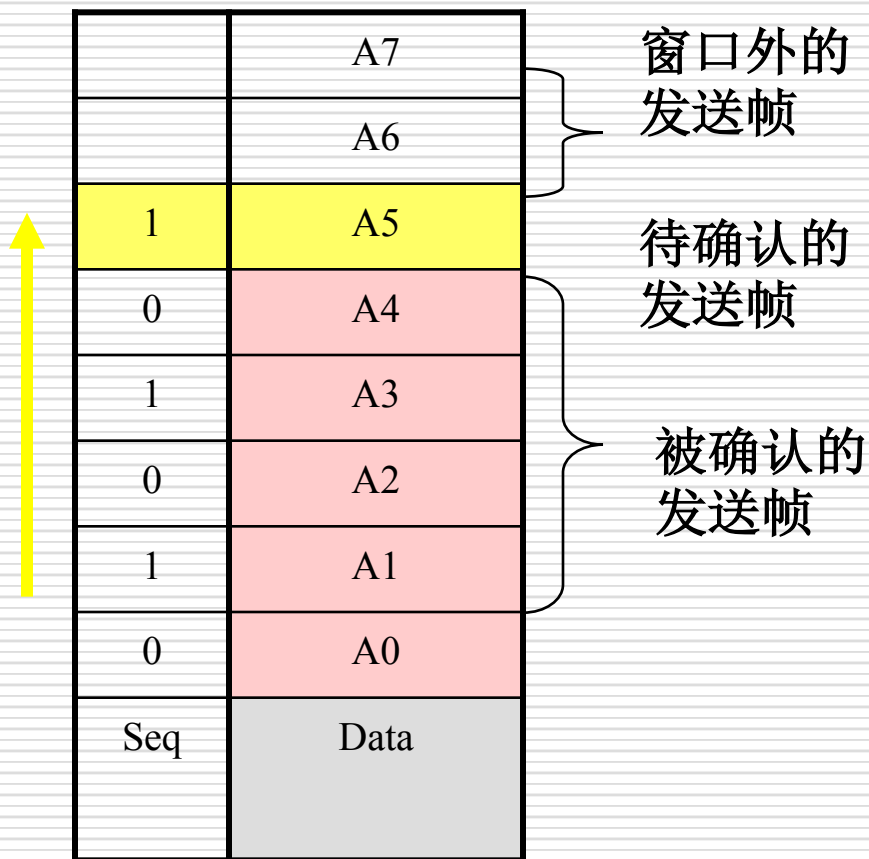 A7
窗口外的
发送帧
A6
1 A5
待确认的
发送帧
0 A4
1 A3
被确认的
发送帧
0 A2
1 A1
0 A0
Seq Data